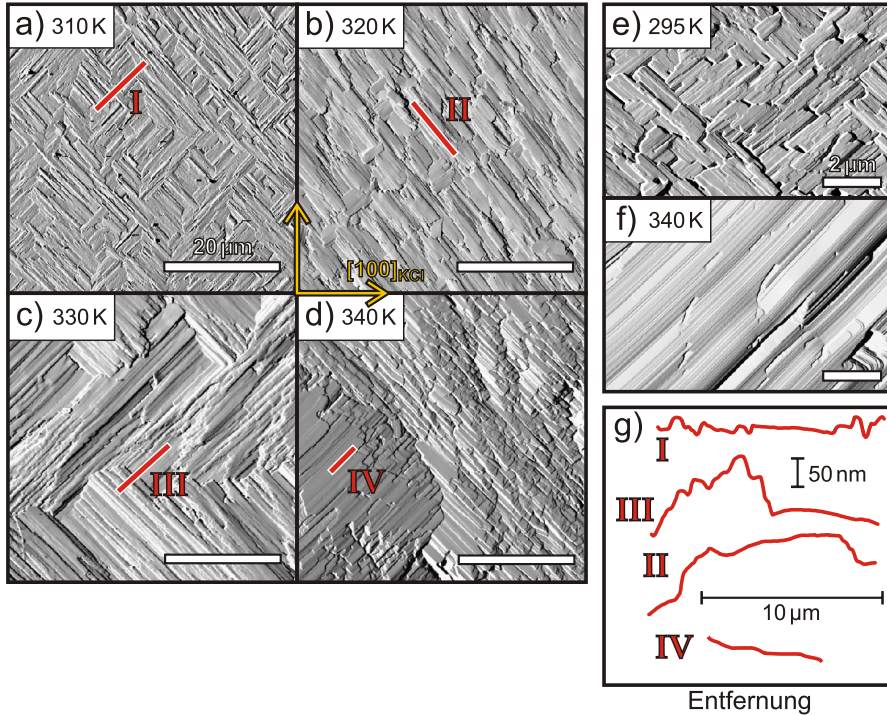 a) 310 K
I
20 µm
b) 320 K
II
[100]KCl
c) 330 K
III
d) 340 K
IV
e) 295 K
2 µm
f) 340 K
g)
I
50 nm
III
II
10 µm
IV
Entfernung